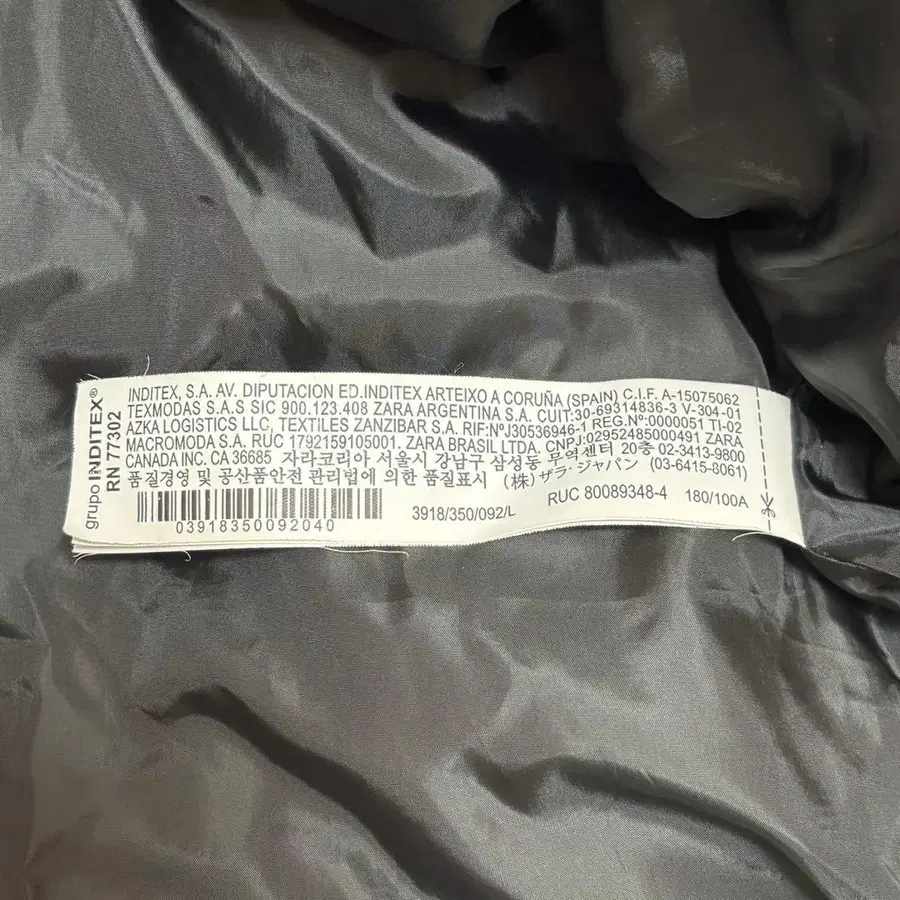 grupo INDITEX®
RN 77302
INDITEX, S.A. AV. DIPUTACION ED.INDITEX ARTEIXO A CORUÑA (SPAIN) C.I.F. A-15075062
TEXMODAS S.A.S SIC 900.123.408 ZARA ARGENTINA S.A. CUIT:30-69314836-3 V-304-01
AZKA LOGISTICS LLC, TEXTILES ZANZIBAR S.A. RIF:NºJ30536946-1 REG.Nº0000051 TI-02
MACROMODA S.A. RUC 1792159105001. ZARA BRASIL LTDA. CNPJ:02952485000491 ZARA
CANADA INC. CA 36685 자라코리아 서울시 강남구 삼성동 무역센터 20층 02-3413-9800
품질경영 및 공산품안전 관리법에 의한 품질표시 (株) ザラ・ジャパン (03-6415-8061)
03918350092040
3918/350/092/L
RUC 80089348-4
180/100A